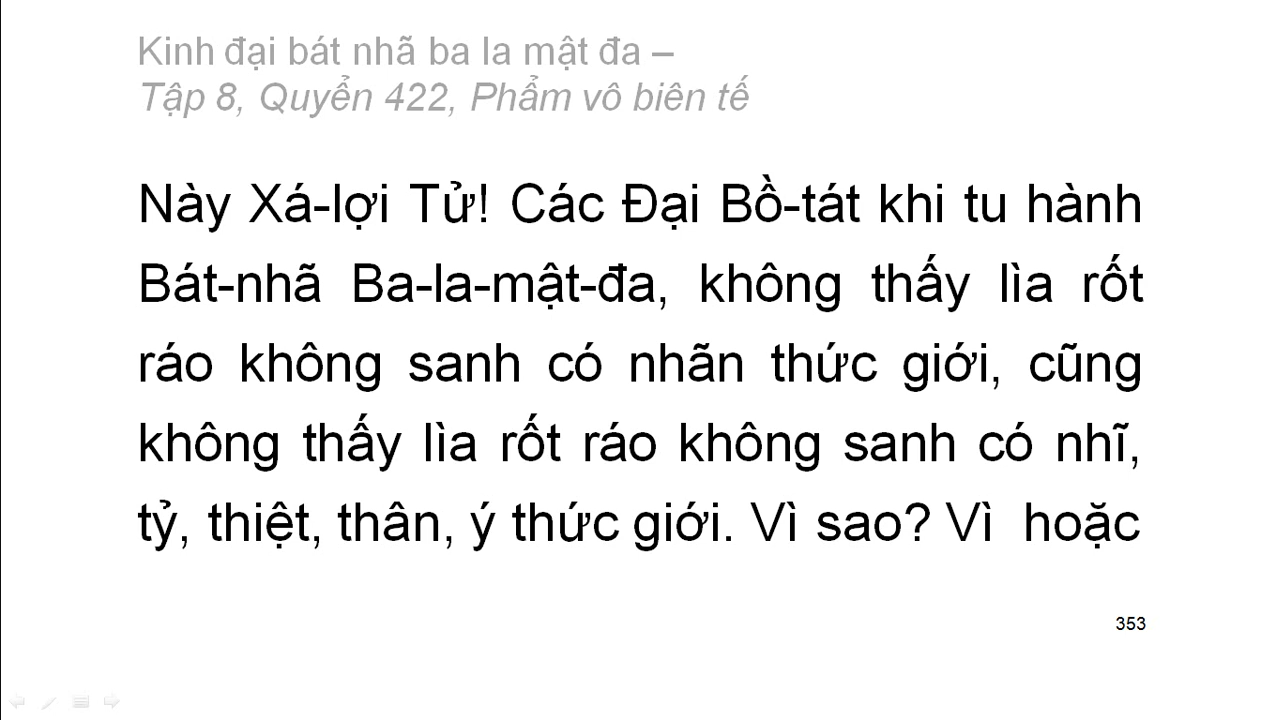 Kinh đại bát nhã ba la mật đa –
Tập 8, Quyển 422, Phẩm vô biên tế
Này Xá-lợi Tử! Các Đại Bồ-tát khi tu hành
Bát-nhã Ba-la-mật-đa, không thấy lìa rốt
ráo không sanh có nhãn thức giới, cũng
không thấy lìa rốt ráo không sanh có nhĩ,
tỷ, thiệt, thân, ý thức giới. Vì sao? Vì hoặc
353